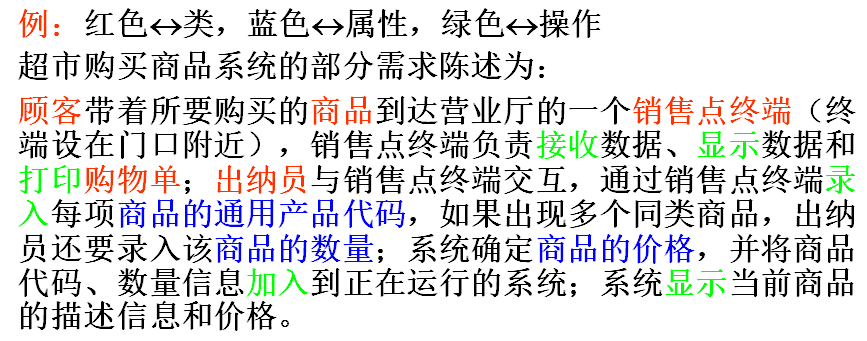 例：红色↔类，蓝色↔属性，绿色↔操作
超市购买商品系统的部分需求陈述为：
顾客带着所要购买的商品到达营业厅的一个销售点终端（终
端设在门口附近），销售点终端负责接收数据、显示数据和
打印购物单；出纳员与销售点终端交互，通过销售点终端录
入每项商品的通用产品代码，如果出现多个同类商品，出纳
员还要录入该商品的数量；系统确定商品的价格，并将商品
代码、数量信息加入到正在运行的系统；系统显示当前商品
的描述信息和价格。